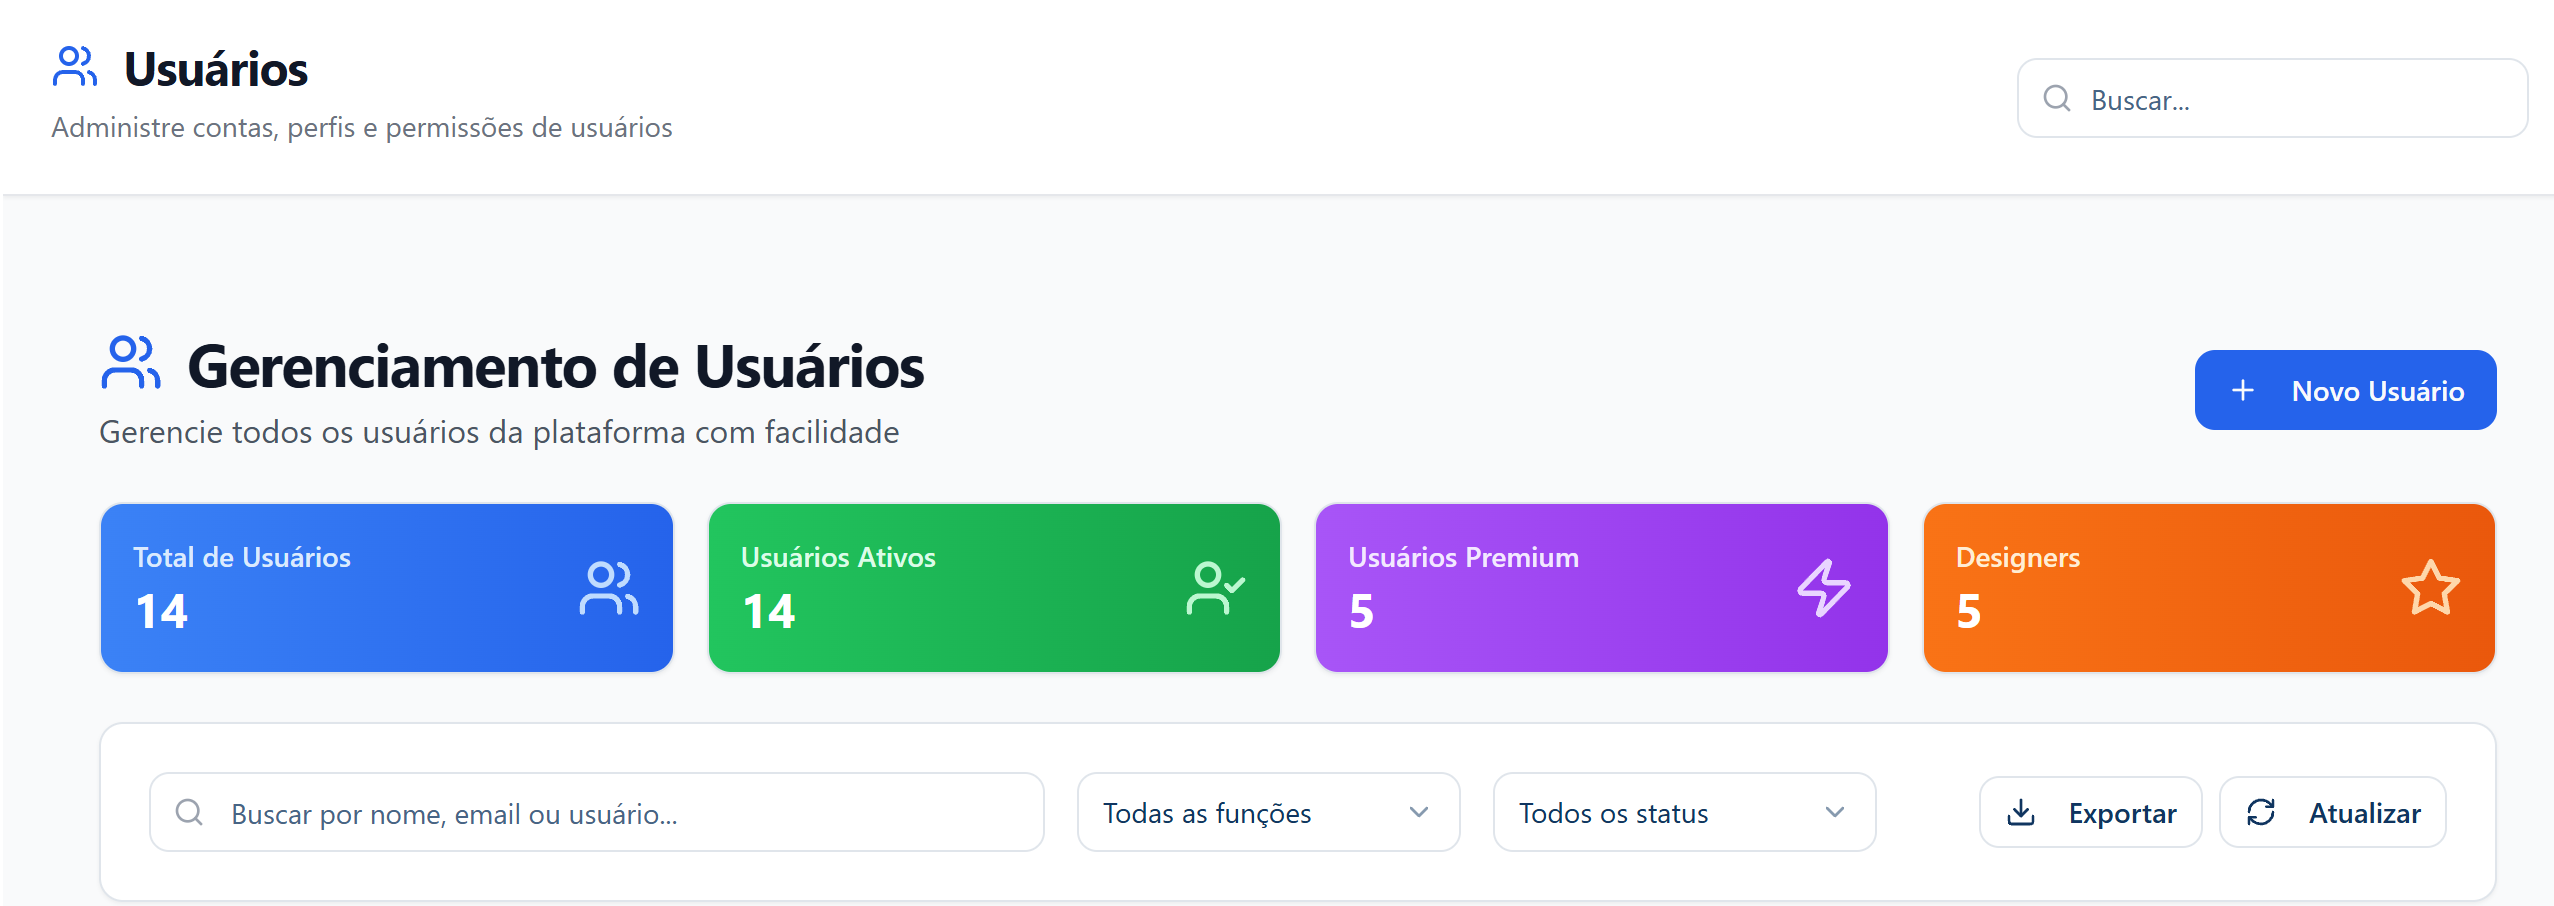 Usuários
Administre contas, perfis e permissões de usuários
Buscar...
Gerenciamento de Usuários
Gerencie todos os usuários da plataforma com facilidade
Novo Usuário
Total de Usuários
14
Usuários Ativos
14
Usuários Premium
5
Designers
5
Buscar por nome, email ou usuário...
Todas as funções
Todos os status
Exportar
Atualizar